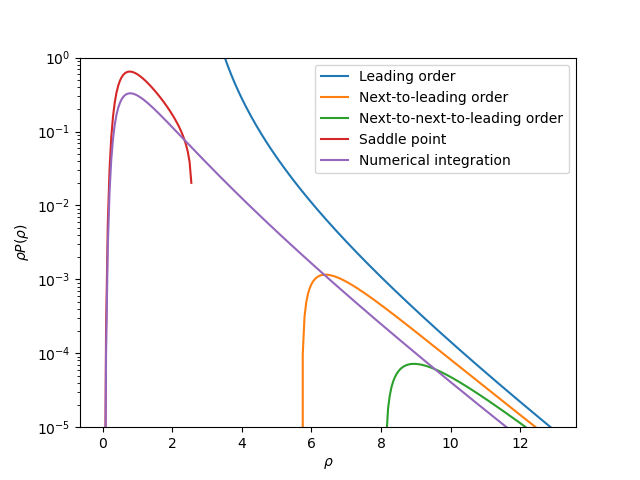 Leading order
Next-to-leading order
Next-to-next-to-leading order
Saddle point
Numerical integration
10⁰
10⁻¹
10⁻²
10⁻³
10⁻⁴
10⁻⁵
ρP(ρ)
0 2 4 6 8 10 12
ρ